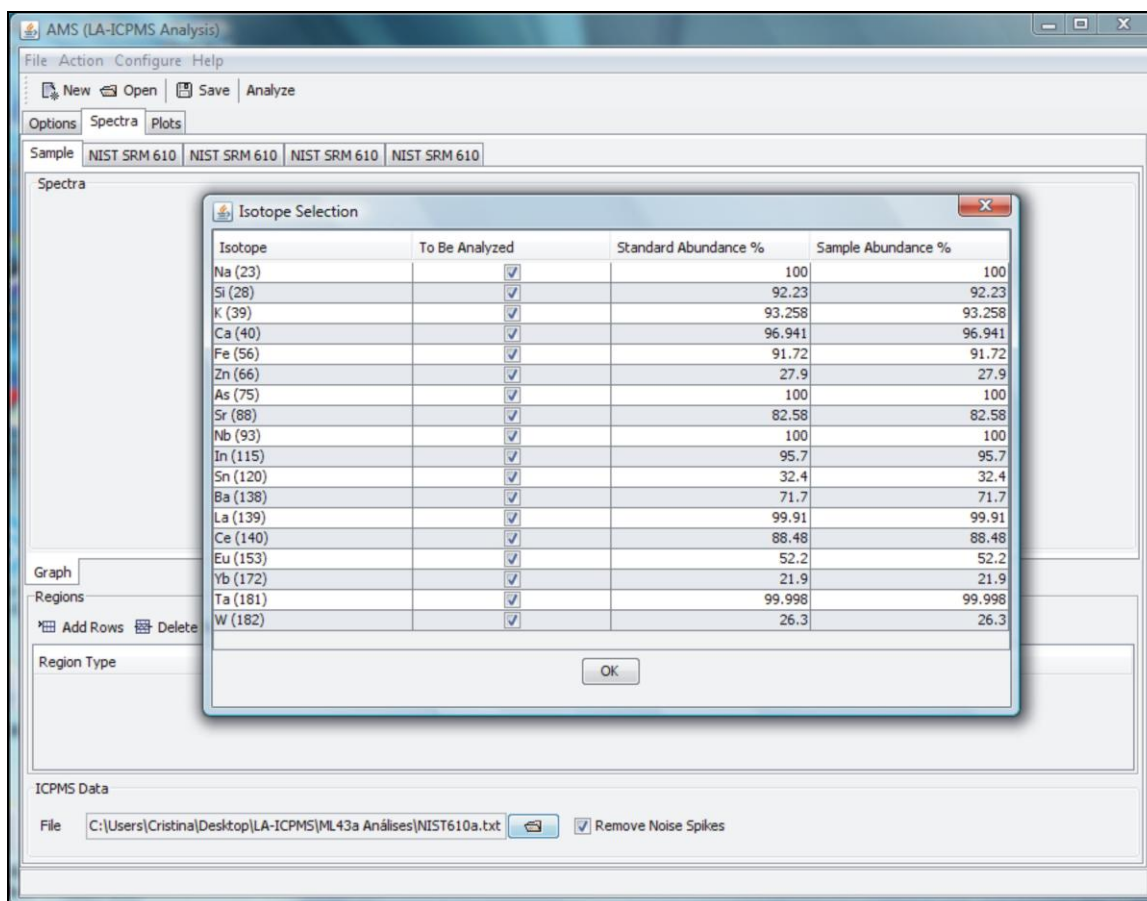 AMS (LA-ICPMS Analysis)
File Action Configure Help
New Open Save Analyze
Options Spectra Plots
Sample NIST SRM 610 NIST SRM 610 NIST SRM 610 NIST SRM 610
Spectra
Isotope Selection
Isotope To Be Analyzed Standard Abundance % Sample Abundance %
Na (23) 100 100
Si (28) 92.23 92.23
K (39) 93.258 93.258
Ca (40) 96.941 96.941
Fe (56) 91.72 91.72
Zn (66) 27.9 27.9
As (75) 100 100
Sr (88) 82.58 82.58
Nb (93) 100 100
In (115) 95.7 95.7
Sn (120) 32.4 32.4
Ba (138) 71.7 71.7
La (139) 99.91 99.91
Ce (140) 88.48 88.48
Eu (153) 52.2 52.2
Yb (172) 21.9 21.9
Ta (181) 99.998 99.998
W (182) 26.3 26.3
OK
Graph
Regions
Add Rows Delete
Region Type
ICPMS Data
File C:\Users\Cristina\Desktop\LA-ICPMS\ML43a Análises\NIST610a.txt Remove Noise Spikes